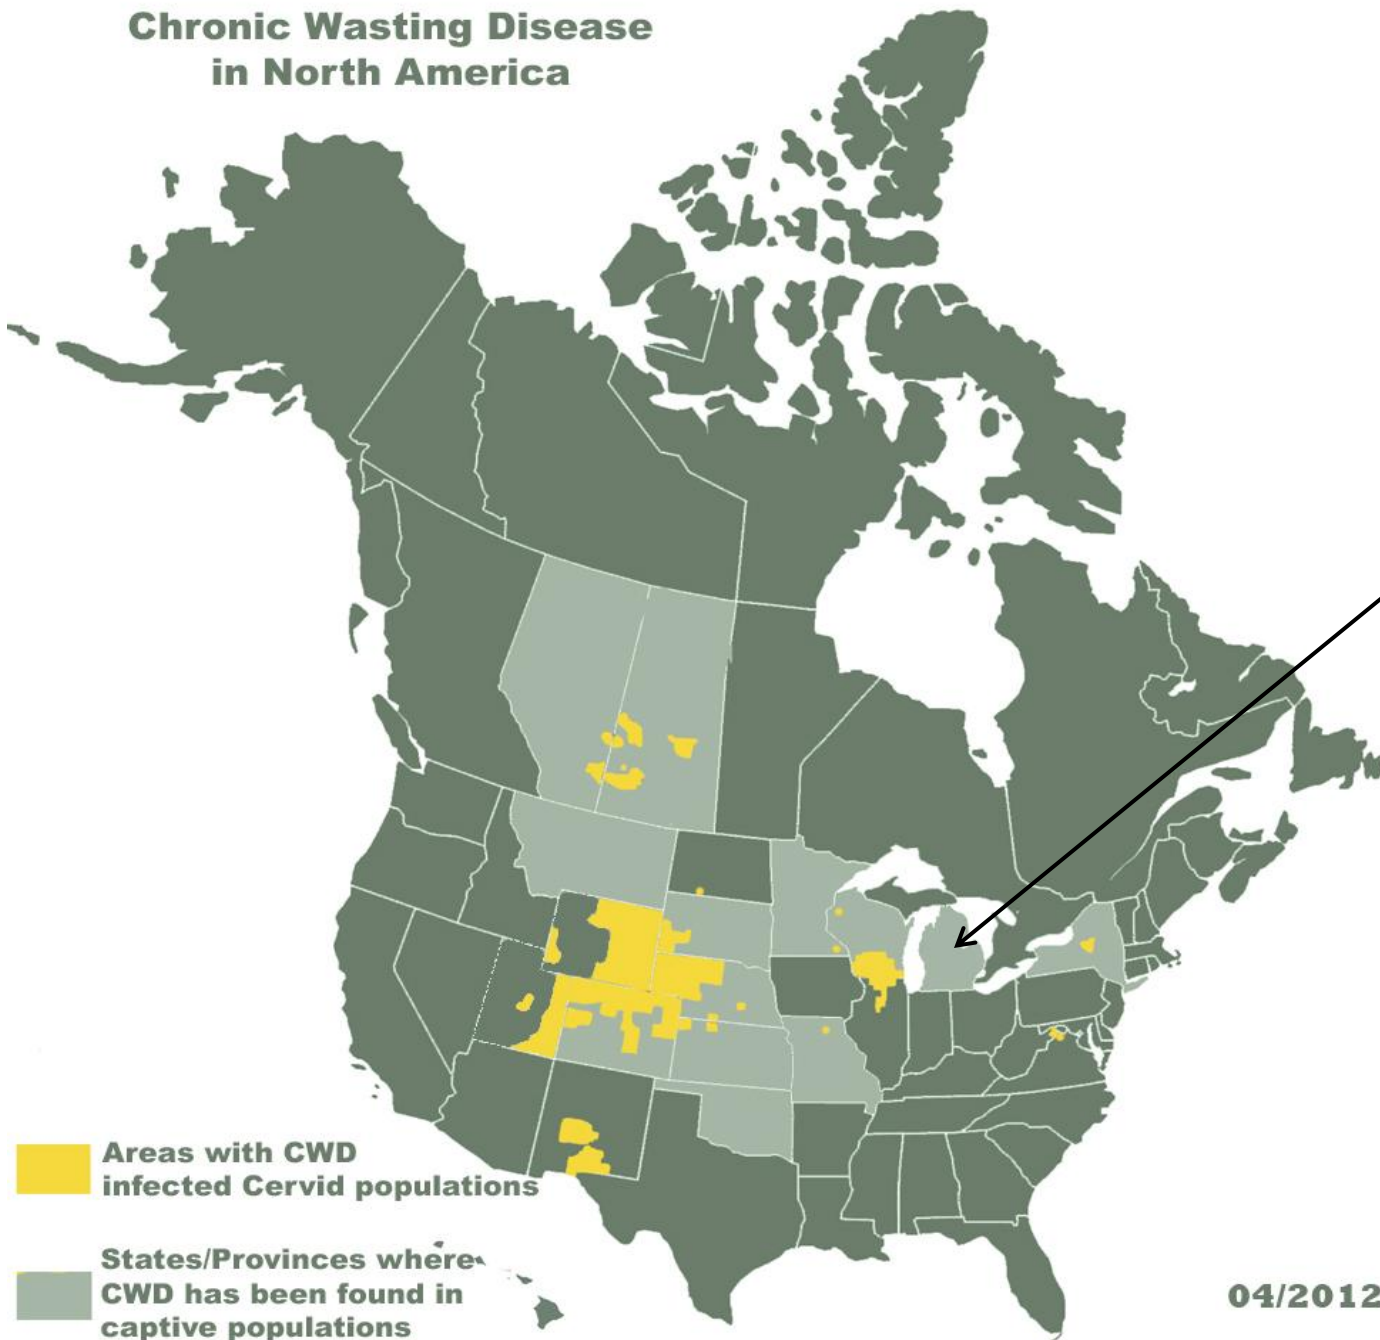 Chronic Wasting Disease
in North America
Areas with CWD
infected Cervid populations
States/Provinces where
CWD has been found in
captive populations
04/2012